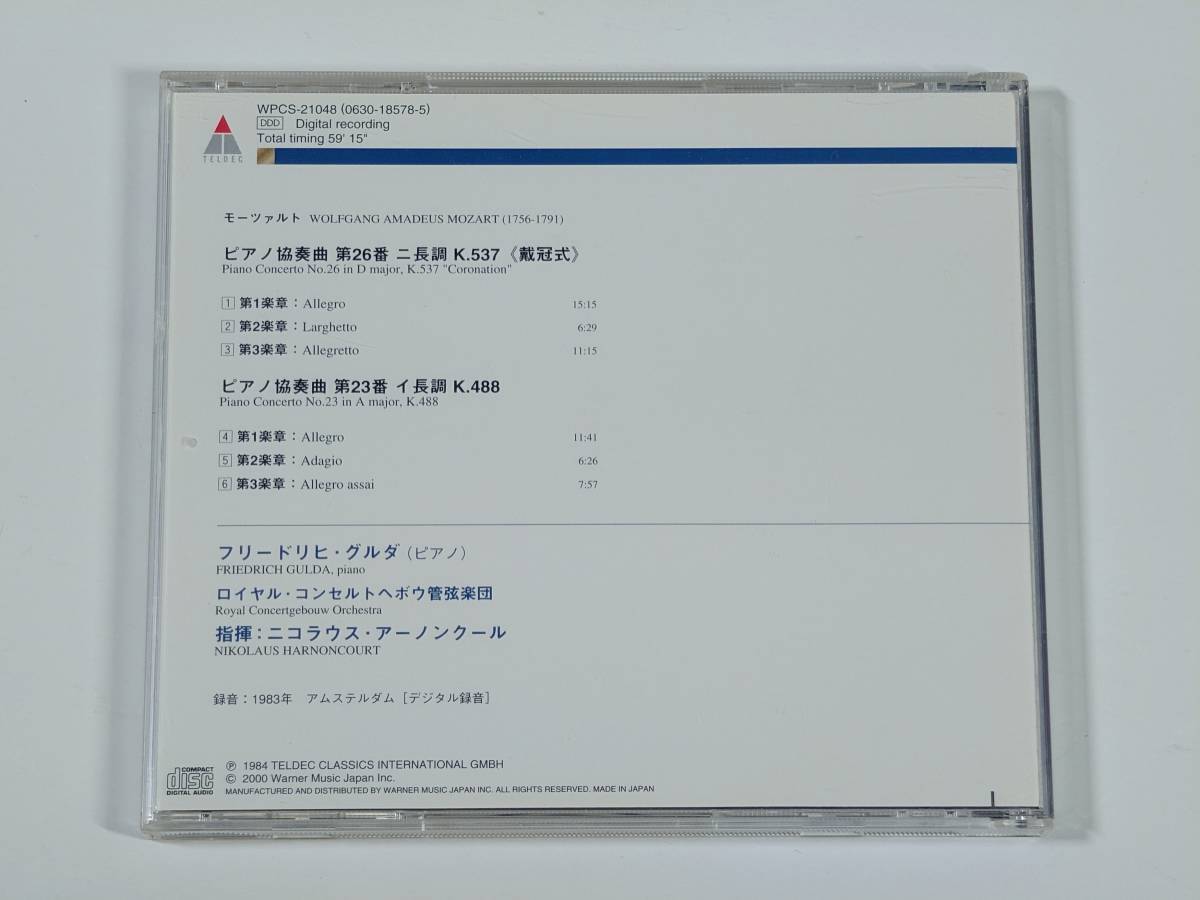 WPCS-21048 (0630-18578-5)
DDD Digital recording
Total timing 59' 15"
TELDEC
モーツァルト WOLFGANG AMADEUS MOZART (1756-1791)
ピアノ協奏曲 第26番 ニ長調 K.537《戴冠式》
Piano Concerto No.26 in D major, K.537 "Coronation"
1 第1楽章：Allegro 15:15
2 第2楽章：Larghetto 6:29
3 第3楽章：Allegretto 11:15
ピアノ協奏曲 第23番 イ長調 K.488
Piano Concerto No.23 in A major, K.488
4 第1楽章：Allegro 11:41
5 第2楽章：Adagio 6:26
6 第3楽章：Allegro assai 7:57
フリードリヒ・グルダ（ピアノ）
FRIEDRICH GULDA, piano
ロイヤル・コンセルトヘボウ管弦楽団
Royal Concertgebouw Orchestra
指揮：ニコラウス・アーノンクール
NIKOLAUS HARNONCOURT
録音：1983年 アムステルダム［デジタル録音］
COMPACT disc DIGITAL AUDIO
℗ 1984 TELDEC CLASSICS INTERNATIONAL GMBH
© 2000 Warner Music Japan Inc.
MANUFACTURED AND DISTRIBUTED BY WARNER MUSIC JAPAN INC. ALL RIGHTS RESERVED. MADE IN JAPAN